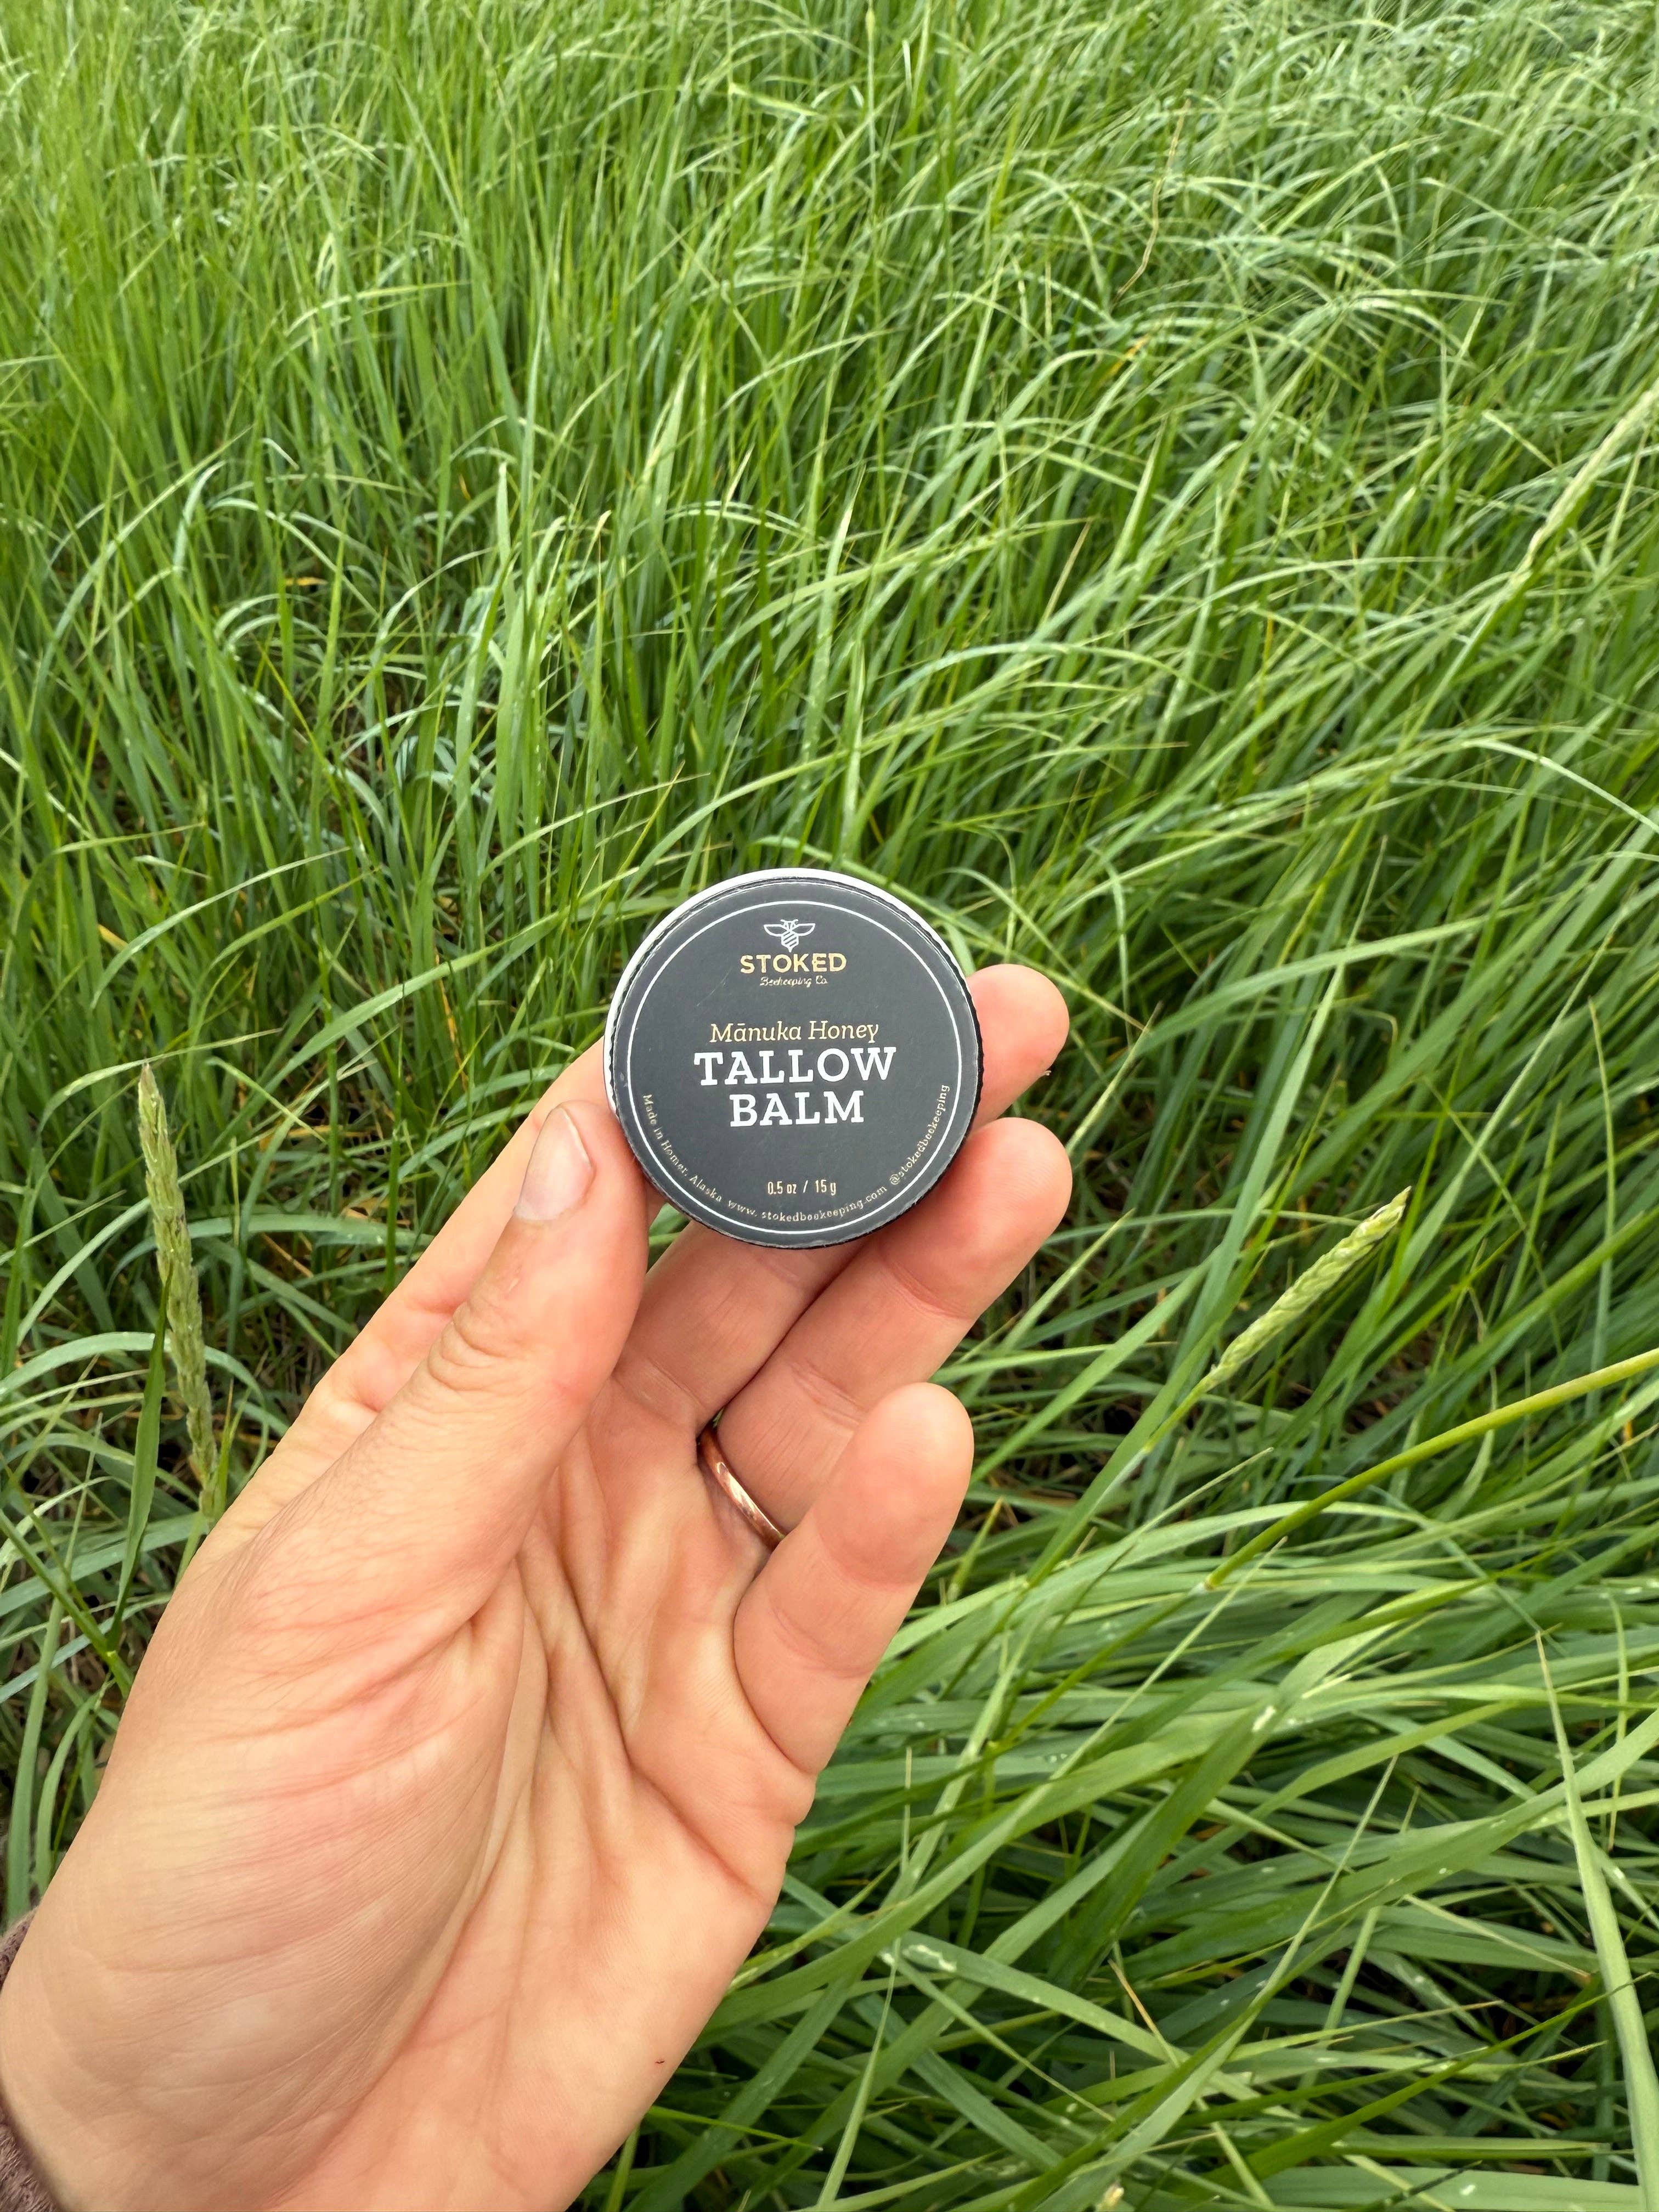 STOKED
Beekeeping Co.
Mānuka Honey
TALLOW
BALM
0.5 oz / 15 g
Made in Homer, Alaska www. stokedbeekeeping.com @stokedbeekeeping